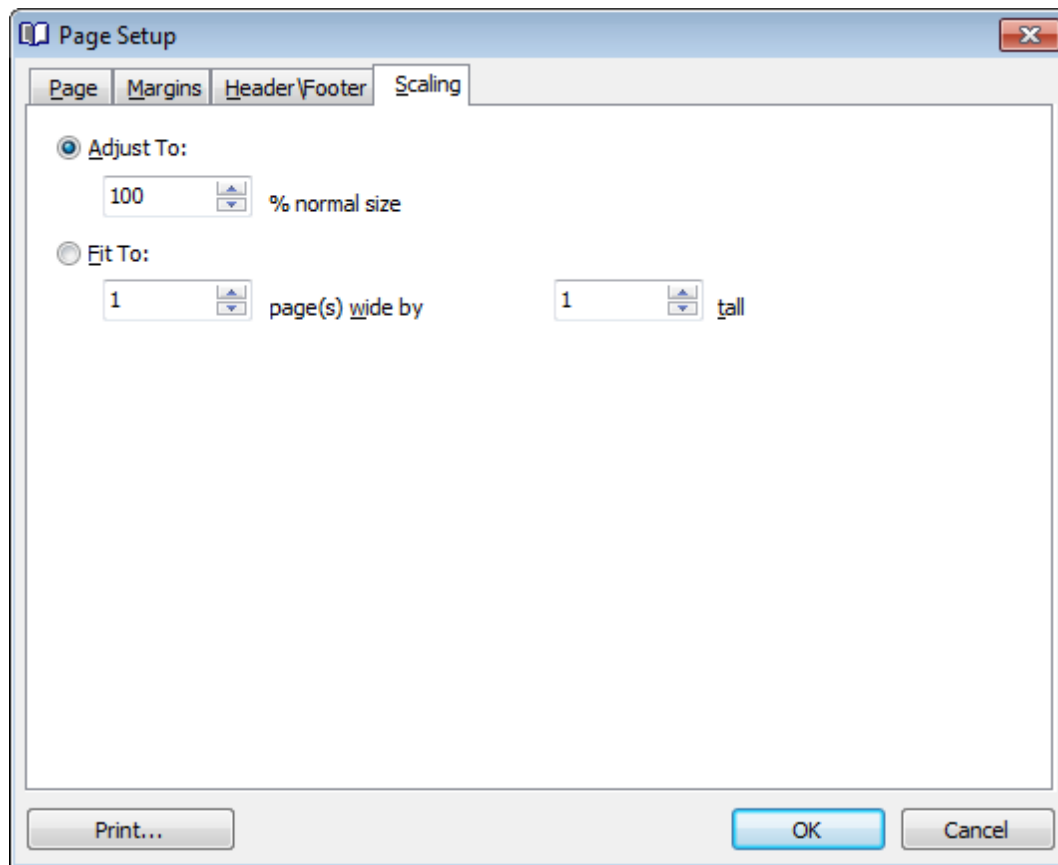 Page Setup
Page Margins Header\Footer Scaling
Adjust To:
100 % normal size
Fit To:
1 page(s) wide by 1 tall
Print... OK Cancel